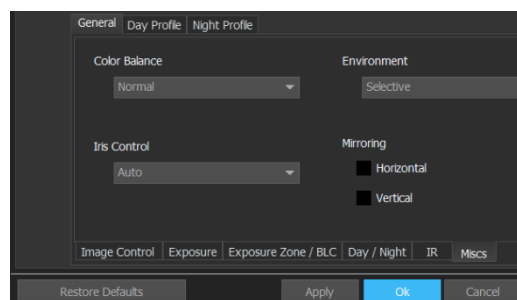 General Day Profile Night Profile
Color Balance Environment
Normal Selective
Iris Control Mirroring
Auto Horizontal
Vertical
Image Control Exposure Exposure Zone / BLC Day / Night IR Miscs
Restore Defaults Apply Ok Cancel